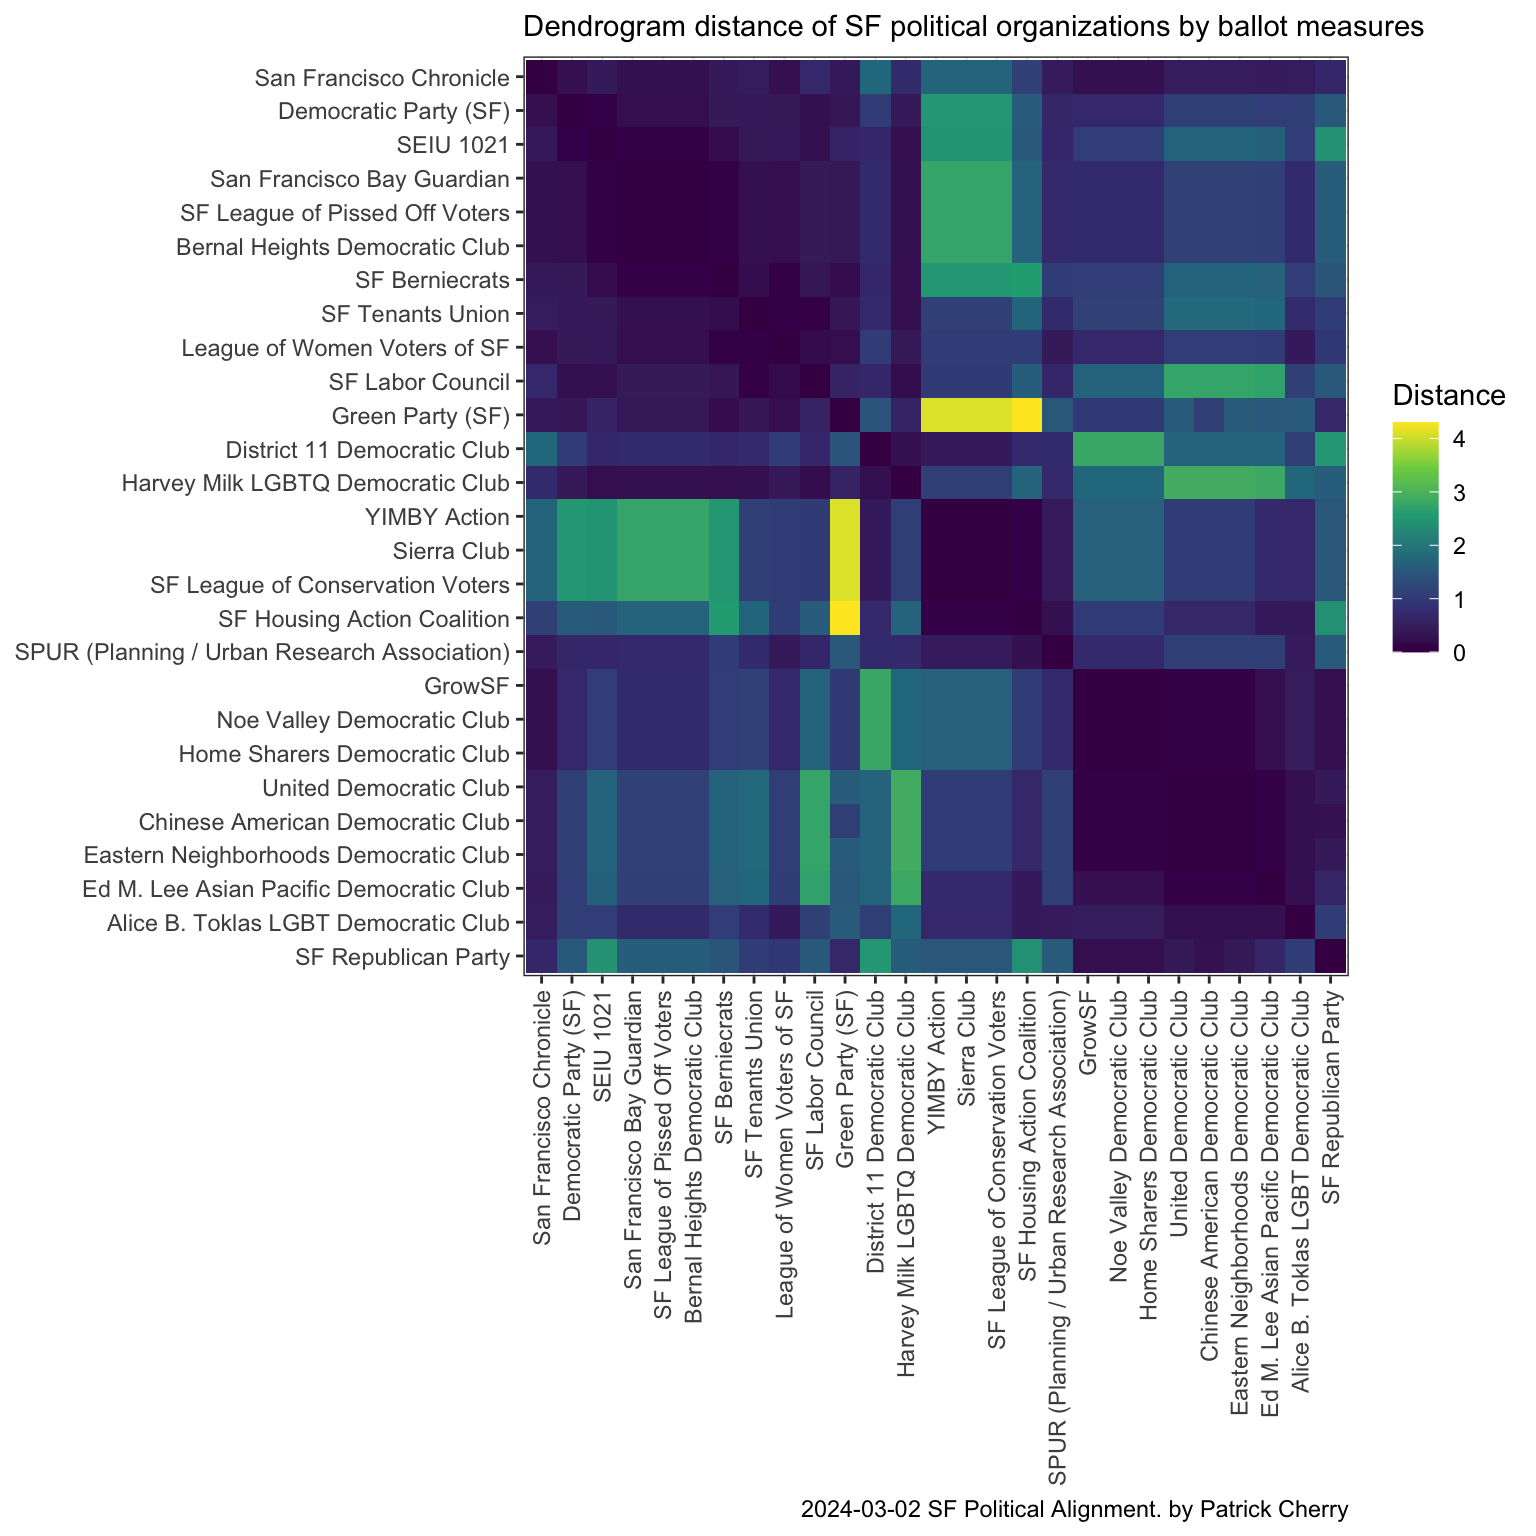 Dendrogram distance of SF political organizations by ballot measures
San Francisco Chronicle
Democratic Party (SF)
SEIU 1021
San Francisco Bay Guardian
SF League of Pissed Off Voters
Bernal Heights Democratic Club
SF Berniecrats
SF Tenants Union
League of Women Voters of SF
SF Labor Council
Green Party (SF)
District 11 Democratic Club
Harvey Milk LGBTQ Democratic Club
YIMBY Action
Sierra Club
SF League of Conservation Voters
SF Housing Action Coalition
SPUR (Planning / Urban Research Association)
GrowSF
Noe Valley Democratic Club
Home Sharers Democratic Club
United Democratic Club
Chinese American Democratic Club
Eastern Neighborhoods Democratic Club
Ed M. Lee Asian Pacific Democratic Club
Alice B. Toklas LGBT Democratic Club
SF Republican Party
Distance
4
3
2
1
0
San Francisco Chronicle
Democratic Party (SF)
SEIU 1021
San Francisco Bay Guardian
SF League of Pissed Off Voters
Bernal Heights Democratic Club
SF Berniecrats
SF Tenants Union
League of Women Voters of SF
SF Labor Council
Green Party (SF)
District 11 Democratic Club
Harvey Milk LGBTQ Democratic Club
YIMBY Action
Sierra Club
SF League of Conservation Voters
SF Housing Action Coalition
SPUR (Planning / Urban Research Association)
GrowSF
Noe Valley Democratic Club
Home Sharers Democratic Club
United Democratic Club
Chinese American Democratic Club
Eastern Neighborhoods Democratic Club
Ed M. Lee Asian Pacific Democratic Club
Alice B. Toklas LGBT Democratic Club
SF Republican Party
2024-03-02 SF Political Alignment. by Patrick Cherry